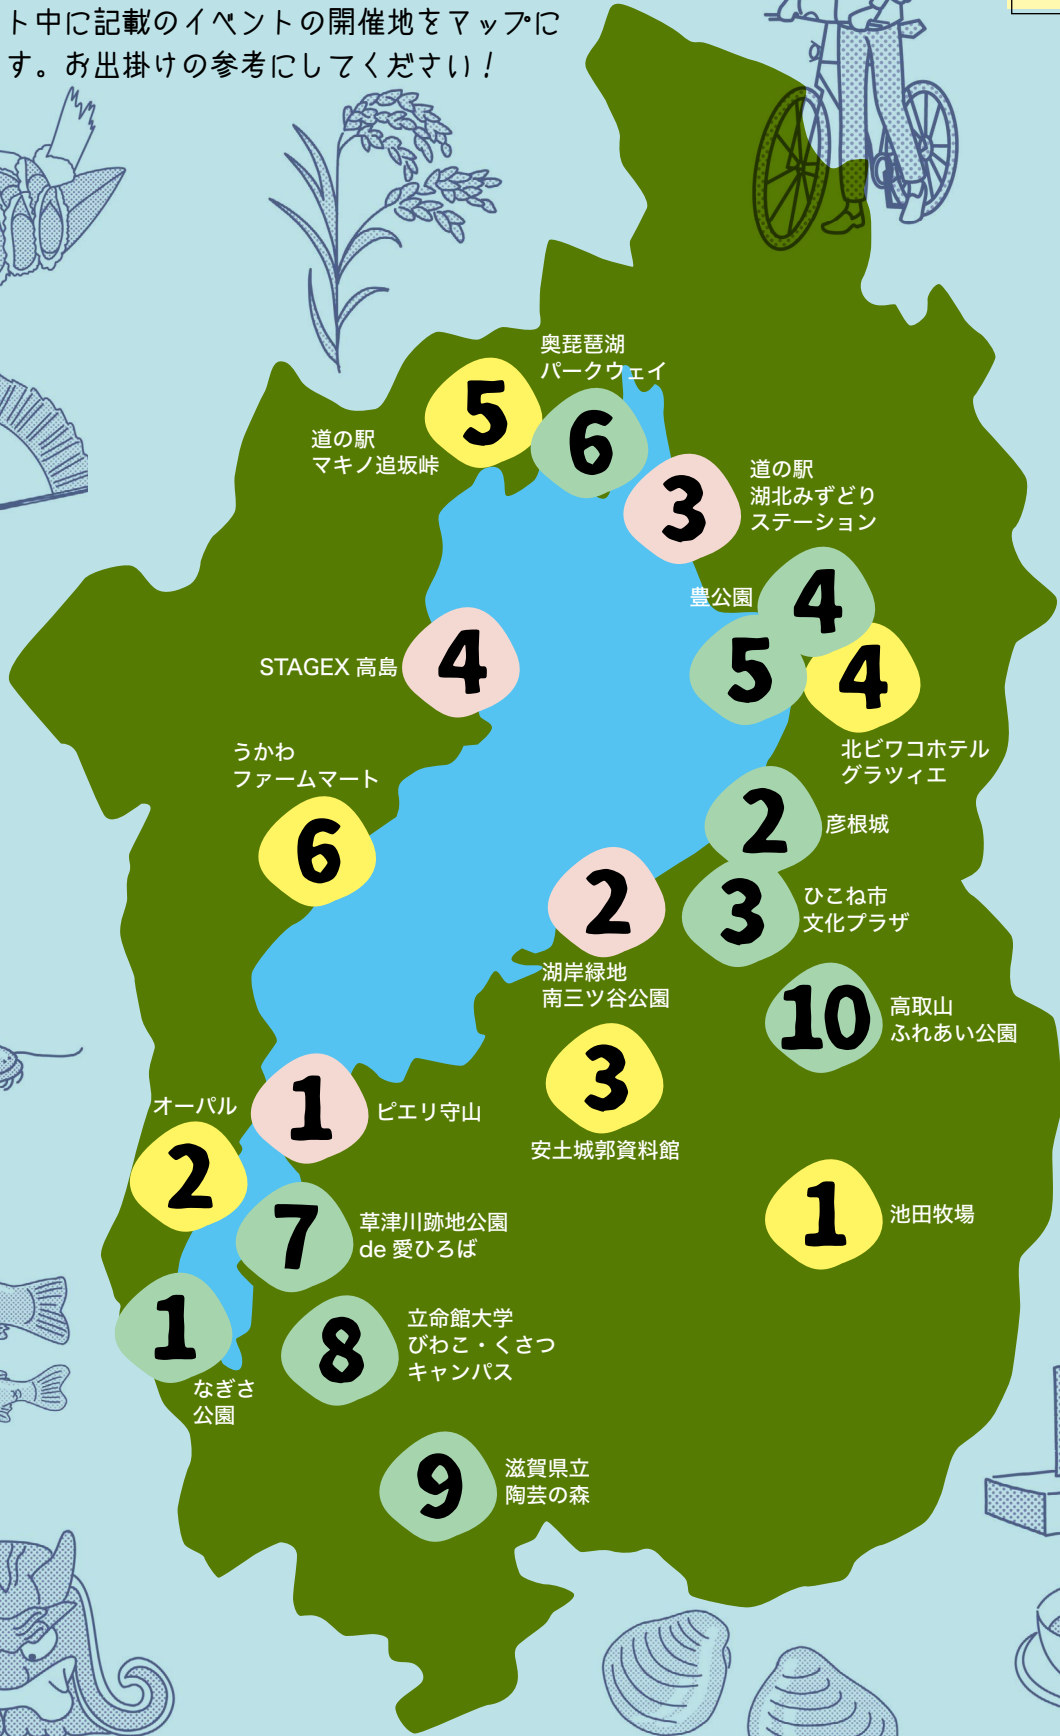 ト中に記載のイベントの開催地をマップに
す。お出掛けの参考にしてください！
奥琵琶湖
パークウェイ
5
6
道の駅
マキノ追坂峠
3
道の駅
湖北みずどり
ステーション
豊公園
4
5
4
STAGEX 高島
4
北ビワコホテル
グラツィエ
うかわ
ファームマート
6
2
彦根城
2
3
ひこね市
文化プラザ
湖岸緑地
南三ツ谷公園
10
高取山
ふれあい公園
3
安土城郭資料館
オーパル
1
ピエリ守山
2
1
池田牧場
7
草津川跡地公園
de 愛ひろば
1
なぎさ
公園
8
立命館大学
びわこ・くさつ
キャンパス
9
滋賀県立
陶芸の森